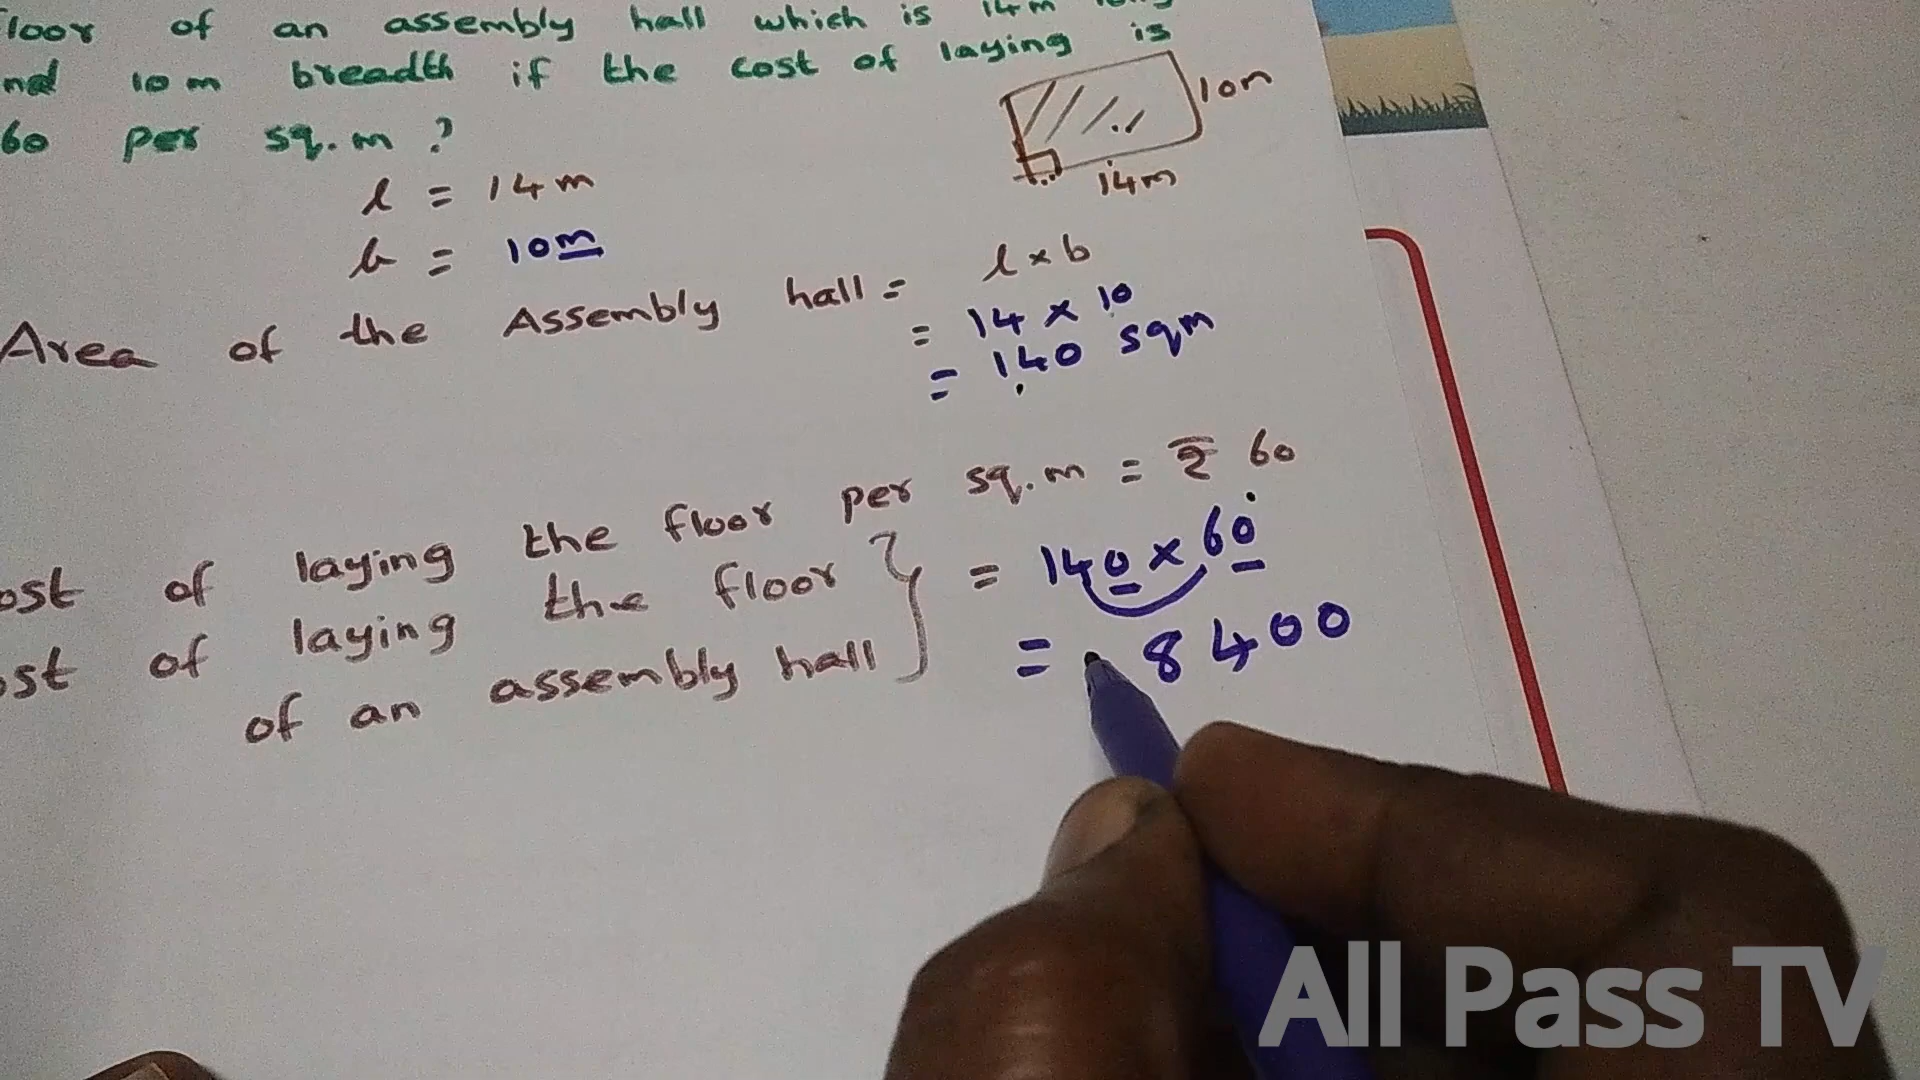 floor of an assembly hall which is 14m
nd 10 m breadth if the cost of laying is
60 per sq.m ?
10m
14m
l = 14m
b = 10m
Area of the Assembly hall = l × b
= 14 × 10
= 140 sqm
ost of laying the floor per sq.m = ₹ 60
ost of laying the floor } = 140 × 60
of an assembly hall
= 8400
All Pass TV